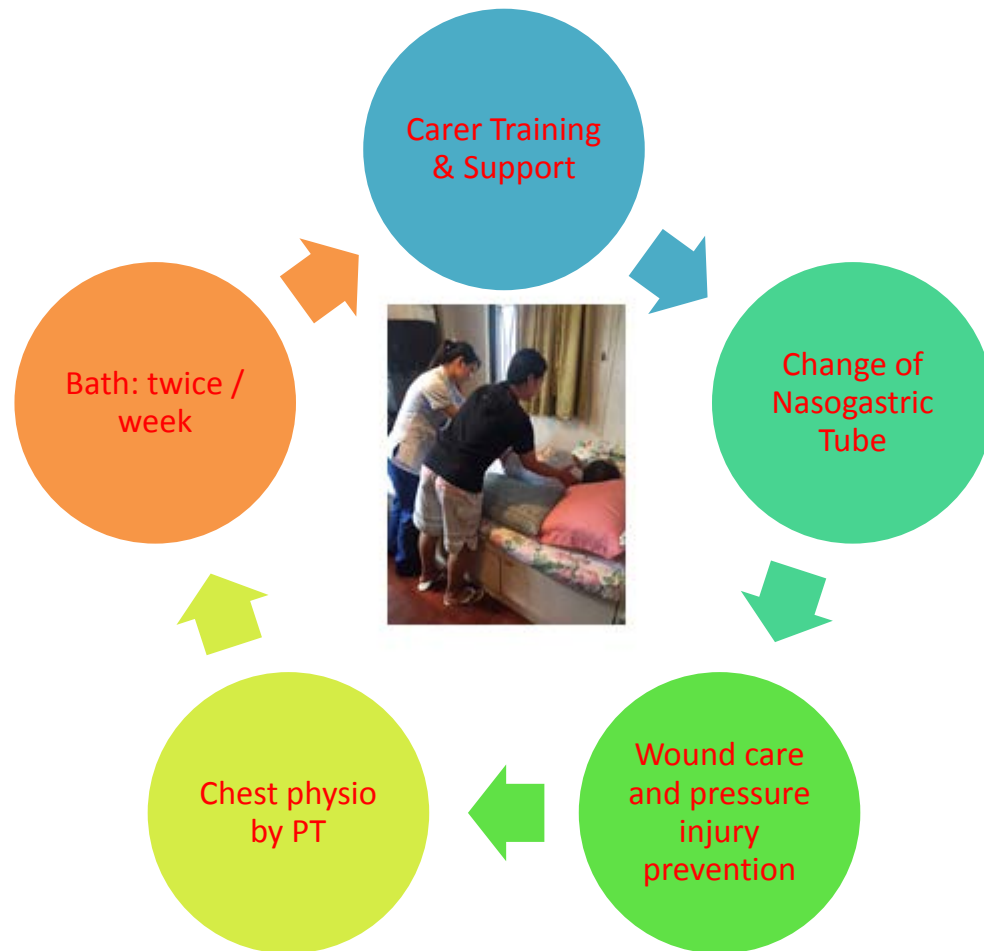 Carer Training
& Support
Change of
Nasogastric
Tube
Wound care
and pressure
injury
prevention
Chest physio
by PT
Bath: twice /
week